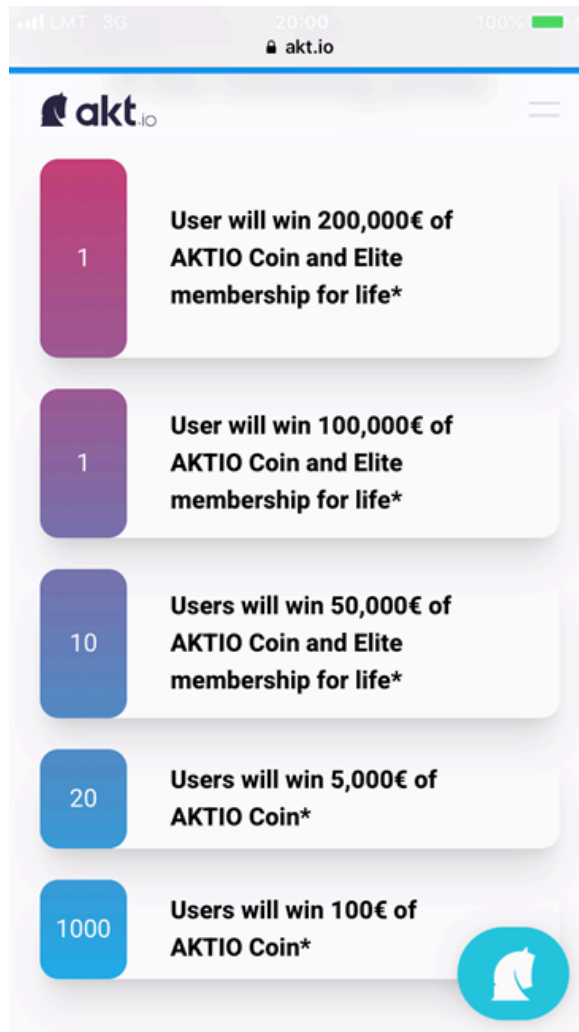 LMT 3G 20:00 100%
akt.io
akt.io
1
User will win 200,000€ of
AKTIO Coin and Elite
membership for life*
1
User will win 100,000€ of
AKTIO Coin and Elite
membership for life*
10
Users will win 50,000€ of
AKTIO Coin and Elite
membership for life*
20
Users will win 5,000€ of
AKTIO Coin*
1000
Users will win 100€ of
AKTIO Coin*